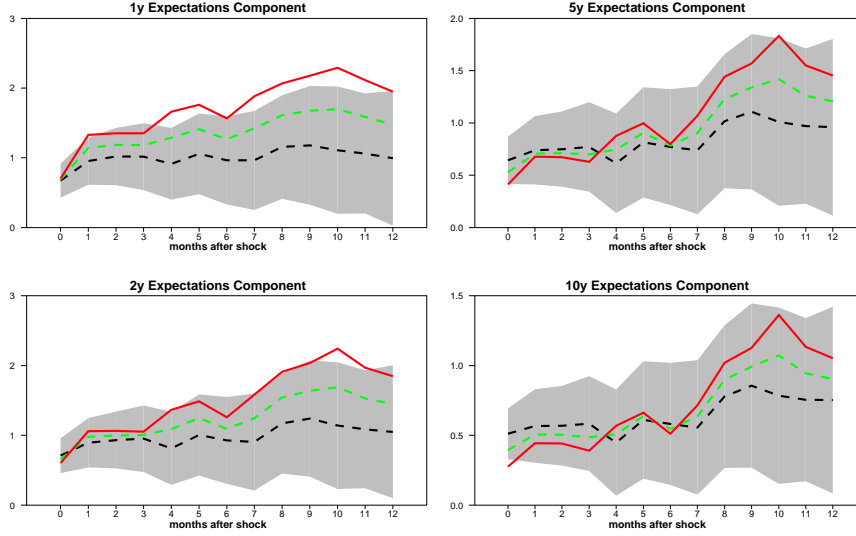 1y Expectations Component
3
2
1
0
0 1 2 3 4 5 6 7 8 9 10 11 12
months after shock
5y Expectations Component
2.0
1.5
1.0
0.5
0.0
0 1 2 3 4 5 6 7 8 9 10 11 12
months after shock
2y Expectations Component
3
2
1
0
0 1 2 3 4 5 6 7 8 9 10 11 12
months after shock
10y Expectations Component
1.5
1.0
0.5
0.0
0 1 2 3 4 5 6 7 8 9 10 11 12
months after shock